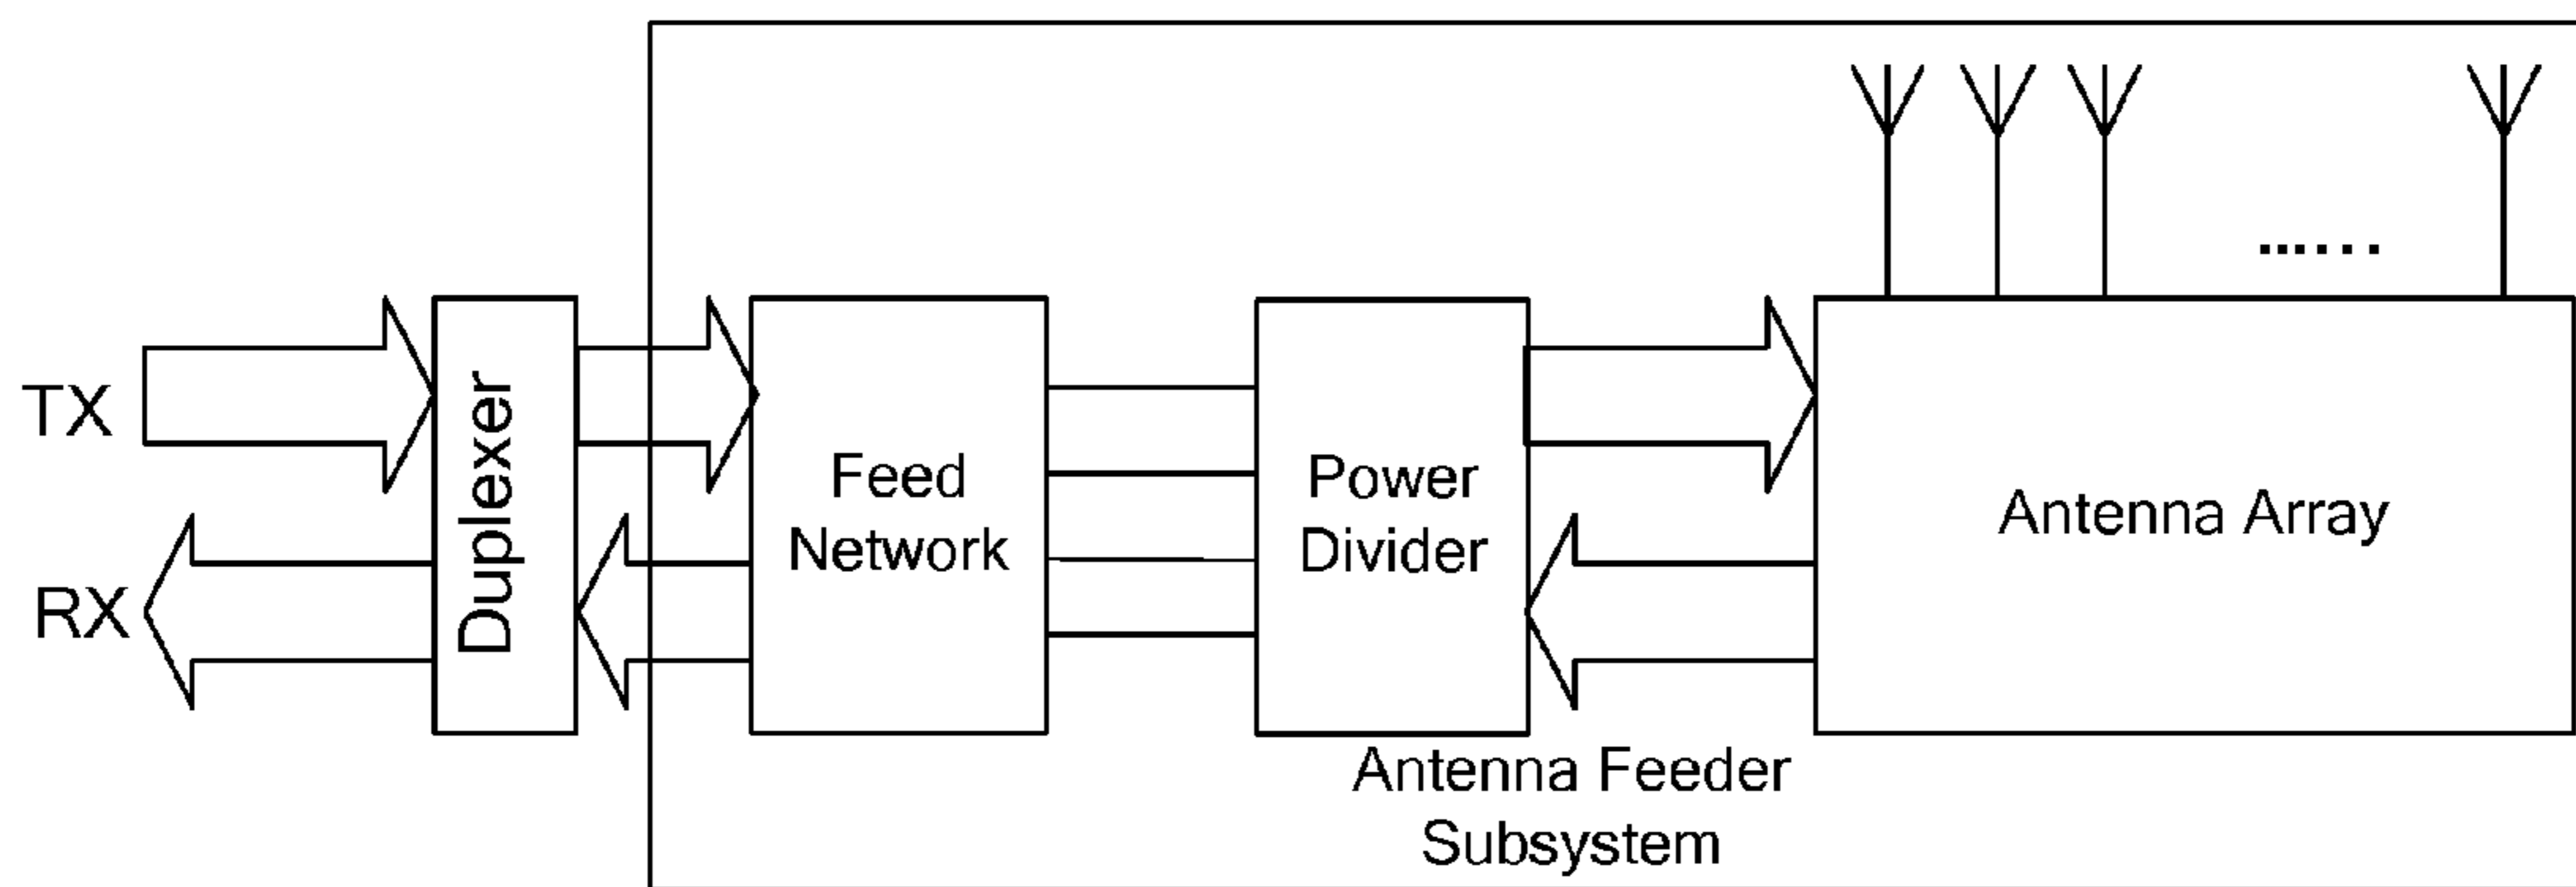 TX
RX
Duplexer
Feed
Network
Power
Divider
Antenna Array
......
Antenna Feeder
Subsystem